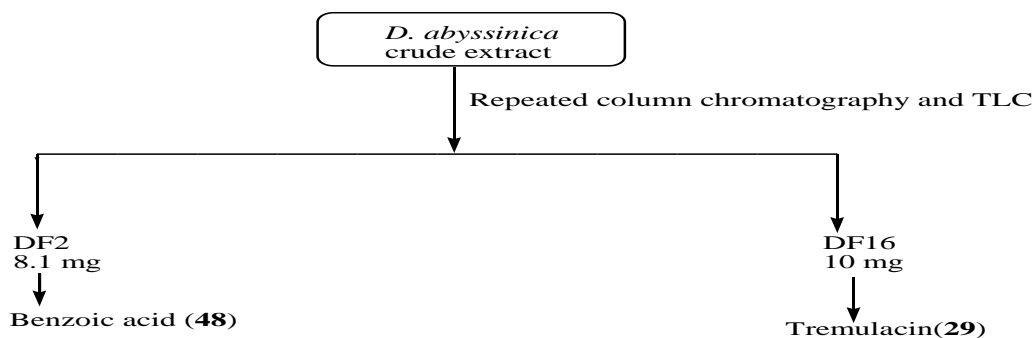 D. abyssinica
crude extract
Repeated column chromatography and TLC
DF2
8.1 mg
Benzoic acid (48)
DF16
10 mg
Tremulacin(29)